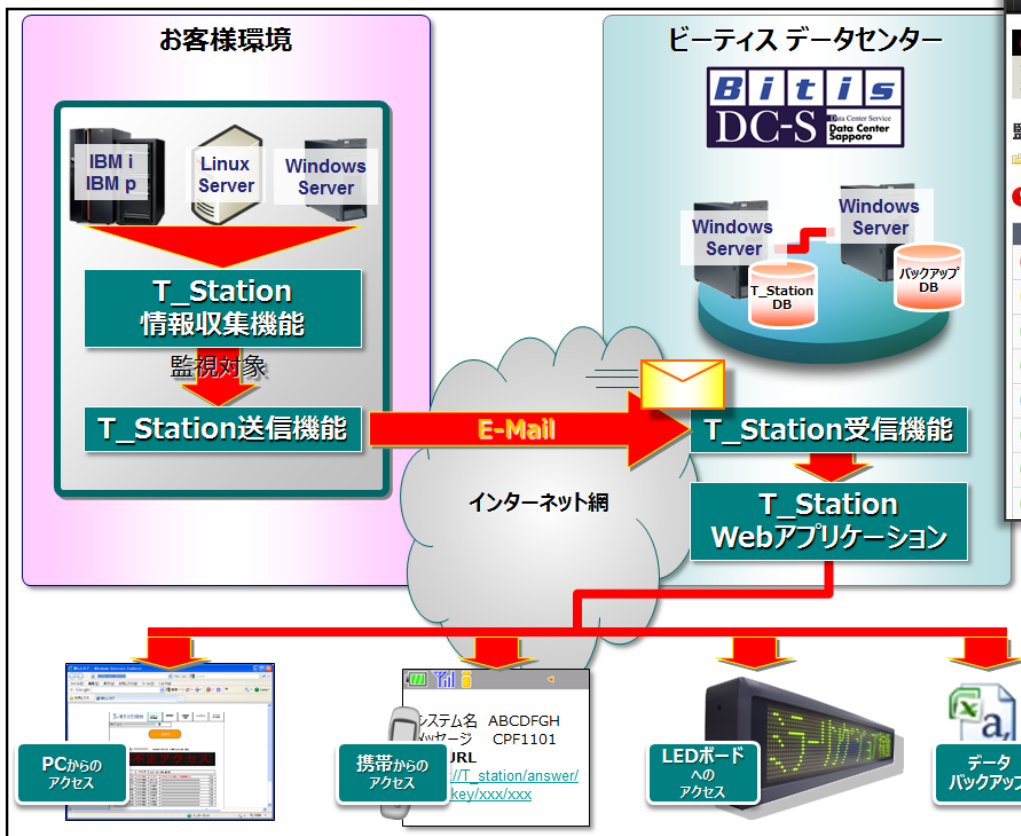 お客様環境
IBM i
IBM p
Linux
Server
Windows
Server
T_Station
情報収集機能
監視対象
T_Station送信機能
E-Mail
インターネット網
ビーティス データセンター
Bitis
DC-S
Data Center Service
Data Center
Sapporo
Windows
Server
Windows
Server
T_Station
DB
バックアップ
DB
T_Station受信機能
T_Station
Webアプリケーション
PCからの
アクセス
システム名 ABCDFGH
メッセージ CPF1101
URL
://T_station/answer/
key/xxx/xxx
携帯からの
アクセス
LEDボード
への
アクセス
a,
データ
バックアップ